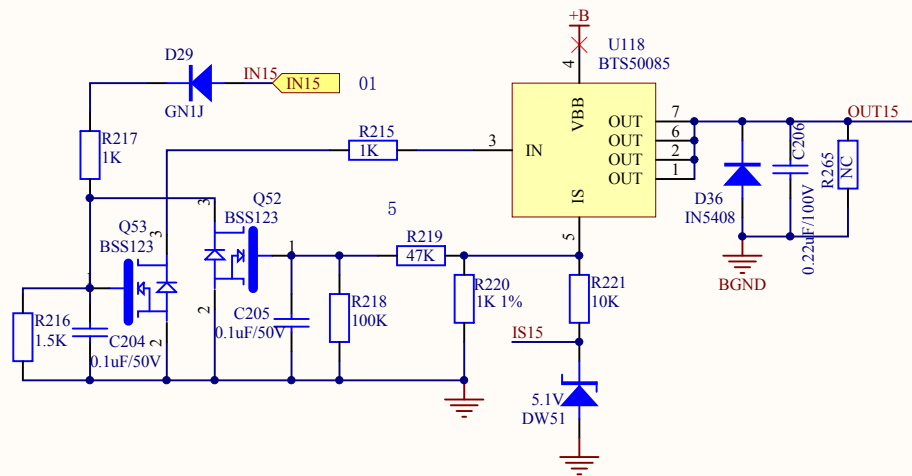 +B
U118
BTS50085
4
D29
IN15
IN15
01
GN1J
VBB
OUT
7
OUT15
R217
1K
R215
1K
3
IN
OUT
6
OUT
2
OUT
1
C206
0.22uF/100V
R265
NC
IS
D36
IN5408
Q53
BSS123
3
3
Q52
BSS123
5
5
BGND
1
1
R219
47K
R216
1.5K
C204
0.1uF/50V
2
2
C205
0.1uF/50V
R218
100K
R220
1K 1%
R221
10K
IS15
5.1V
DW51